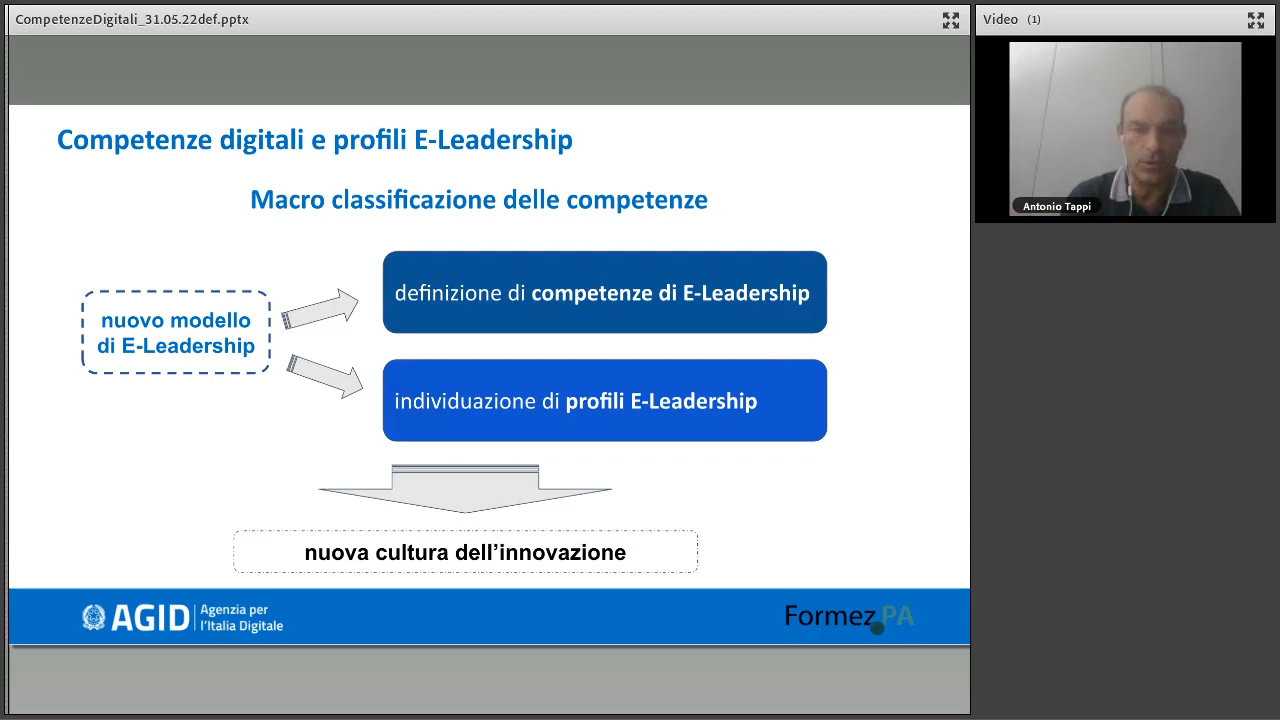 CompetenzeDigitali_31.05.22def.pptx
Video (1)
Antonio Tappi
Competenze digitali e profili E-Leadership
Macro classificazione delle competenze
nuovo modello
di E-Leadership
definizione di competenze di E-Leadership
individuazione di profili E-Leadership
nuova cultura dell’innovazione
AGID
Agenzia per
l’Italia Digitale
Formez PA